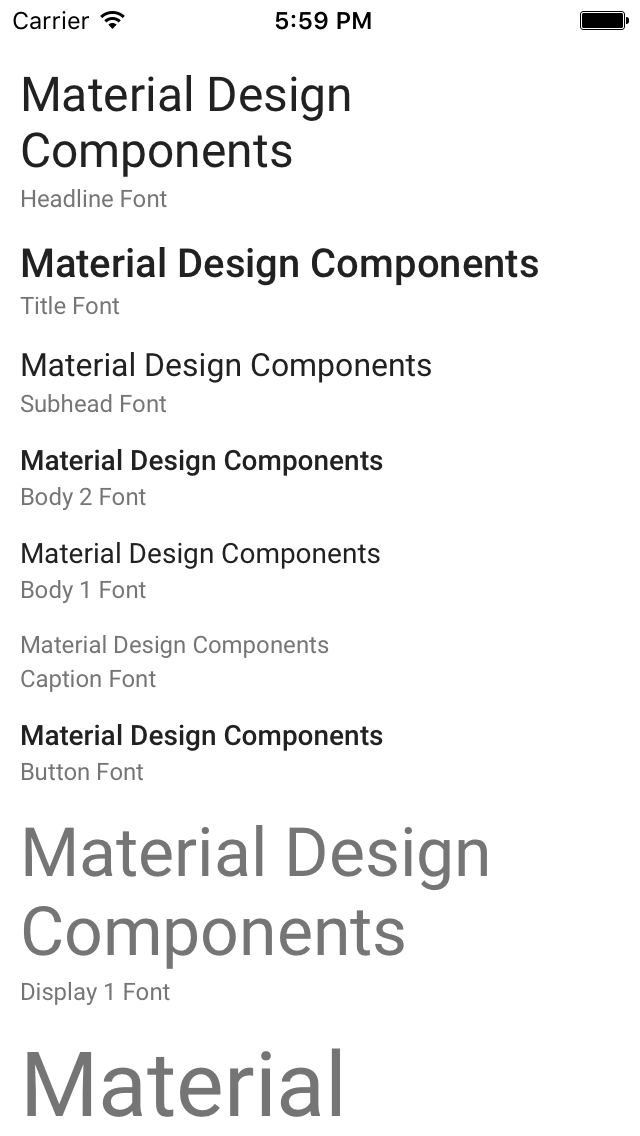 Carrier 5:59 PM
Material Design
Components
Headline Font
Material Design Components
Title Font
Material Design Components
Subhead Font
Material Design Components
Body 2 Font
Material Design Components
Body 1 Font
Material Design Components
Caption Font
Material Design Components
Button Font
Material Design
Components
Display 1 Font
Material